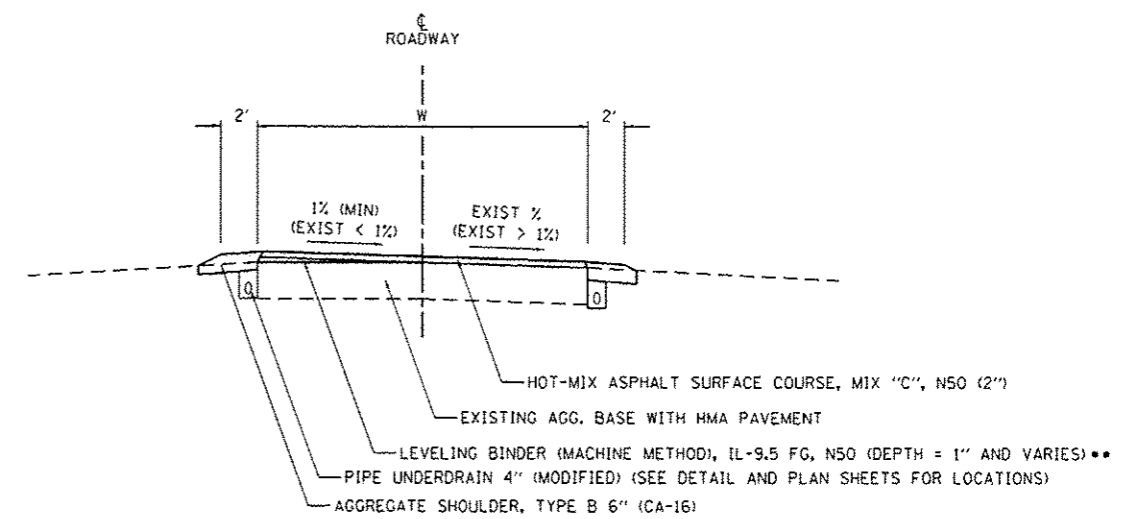 ℄
ROADWAY
2' W 2'
1% (MIN) EXIST %
(EXIST < 1%) (EXIST > 1%)
0 0
HOT-MIX ASPHALT SURFACE COURSE, MIX "C", N50 (2")
EXISTING AGG. BASE WITH HMA PAVEMENT
LEVELING BINDER (MACHINE METHOD), IL-9.5 FG, N50 (DEPTH = 1" AND VARIES) ••
PIPE UNDERDRAIN 4" (MODIFIED) (SEE DETAIL AND PLAN SHEETS FOR LOCATIONS)
AGGREGATE SHOULDER, TYPE B 6" (CA-16)